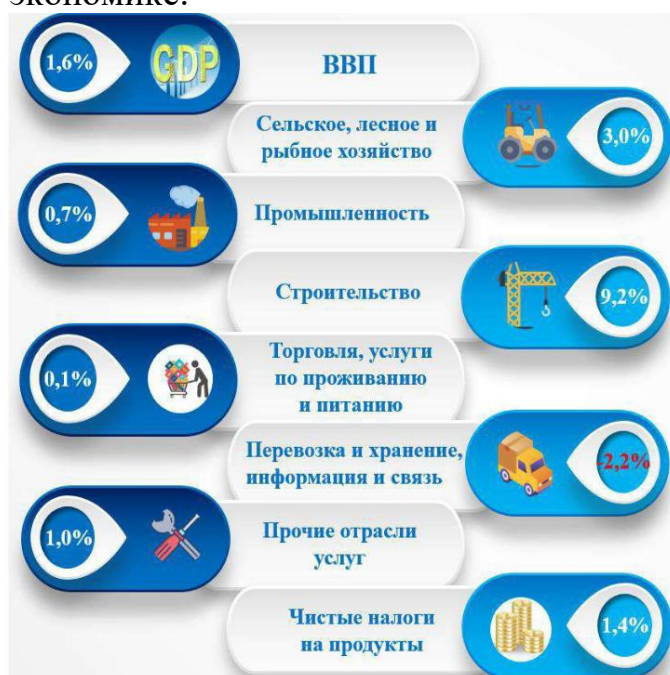 экономике.
1,6%
GDP
ВВП
Сельское, лесное и
рыбное хозяйство
3,0%
0,7%
Промышленность
Строительство
9,2%
0,1%
Торговля, услуги
по проживанию
и питанию
Перевозка и хранение,
информация и связь
-2,2%
1,0%
Прочие отрасли
услуг
Чистые налоги
на продукты
1,4%